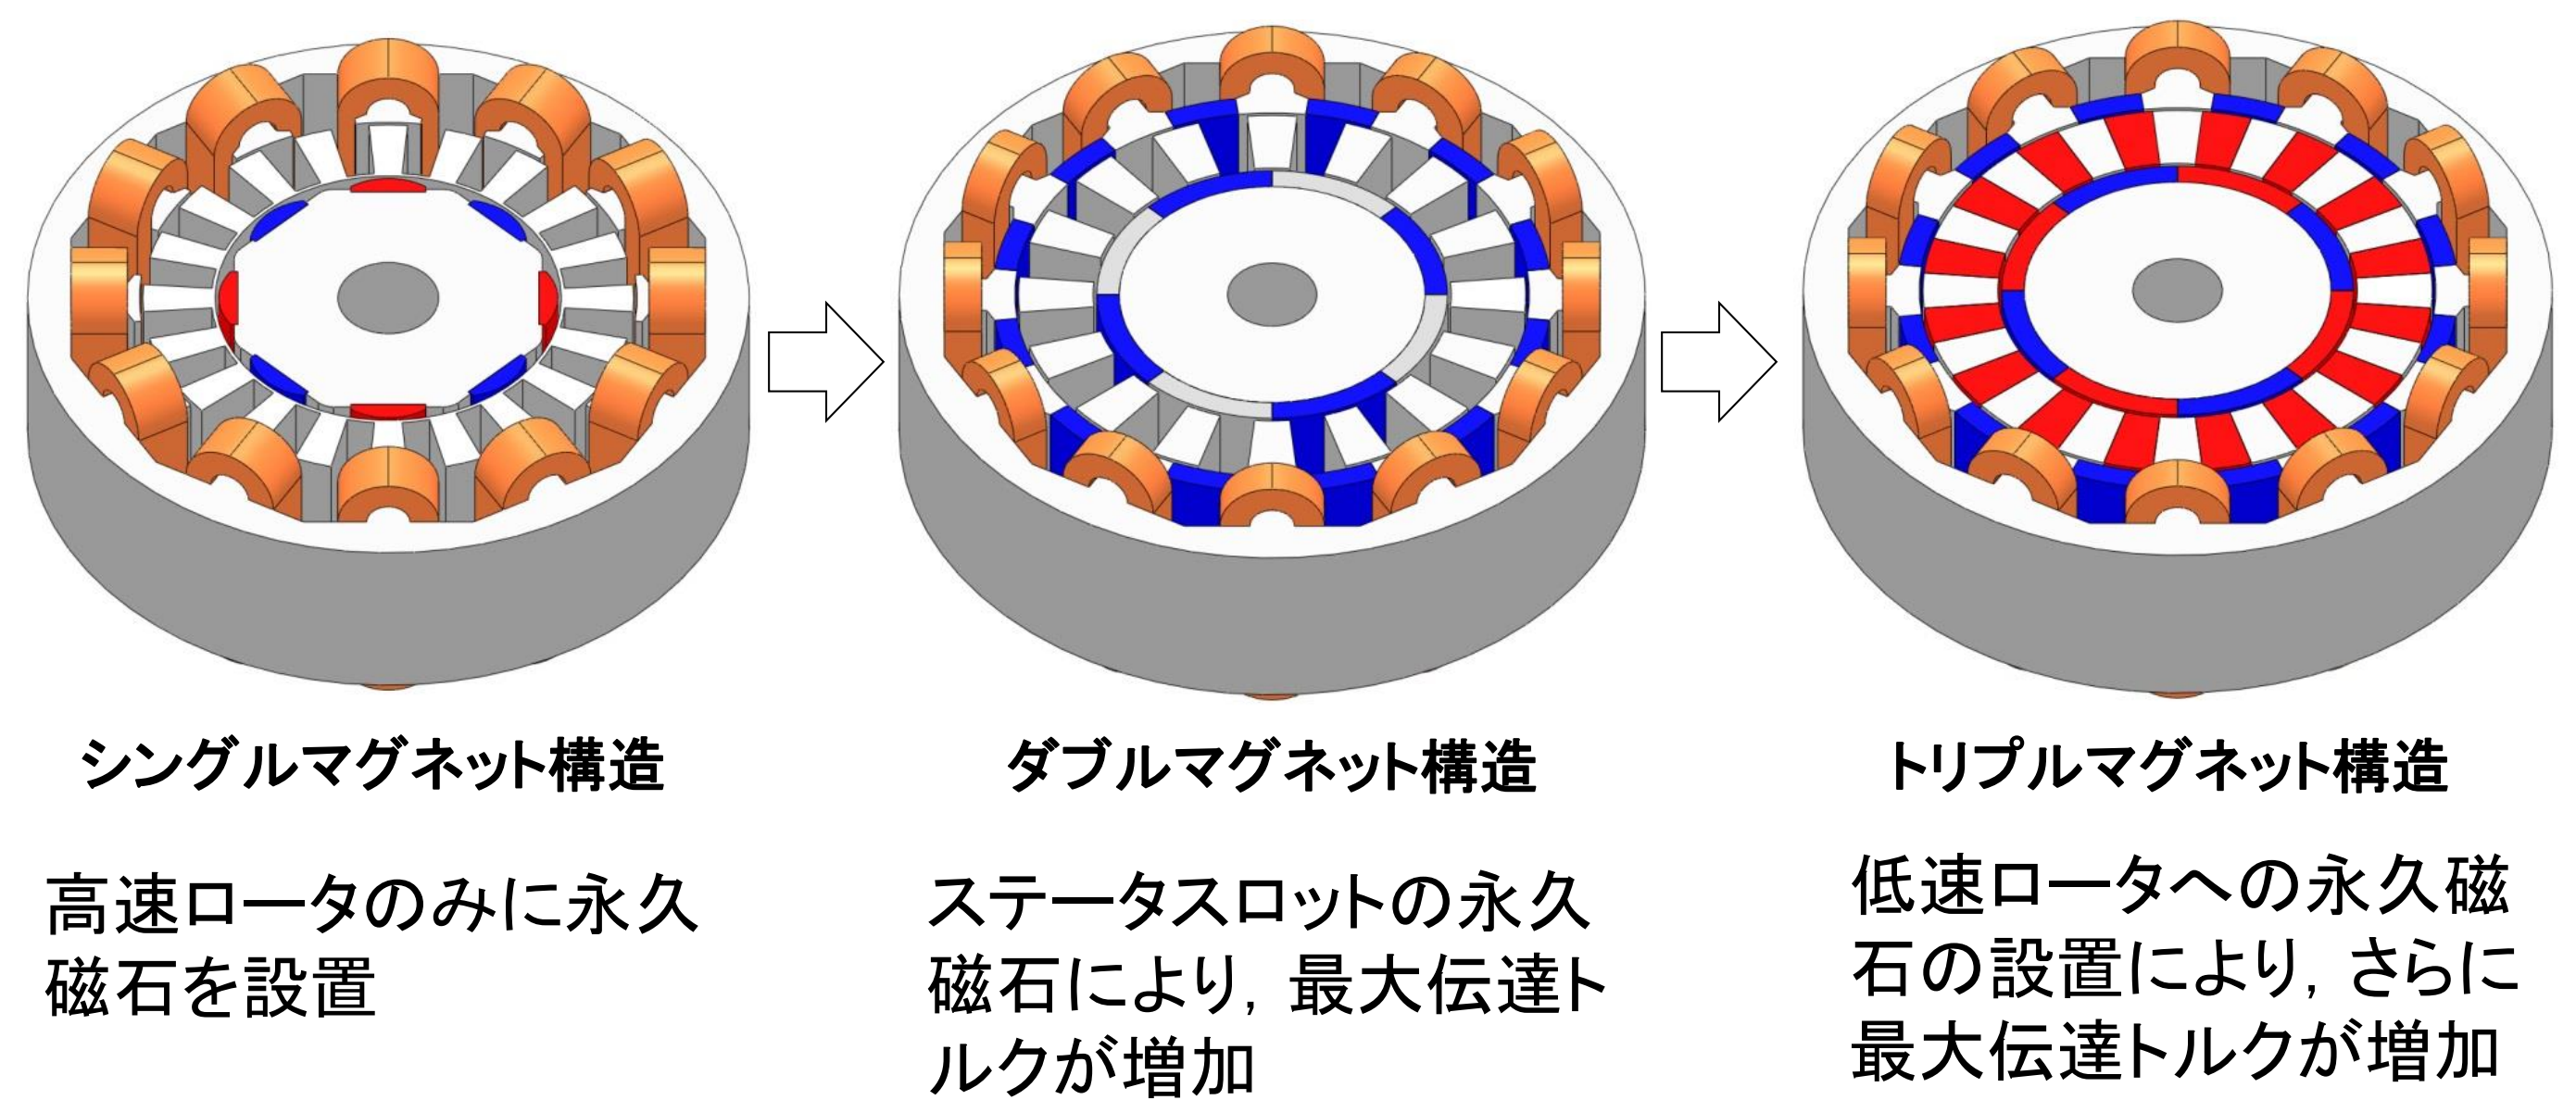 シングルマグネット構造
ダブルマグネット構造
トリプルマグネット構造
高速ロータのみに永久
磁石を設置
ステータスロットの永久
磁石により，最大伝達ト
ルクが増加
低速ロータへの永久磁
石の設置により，さらに
最大伝達トルクが増加